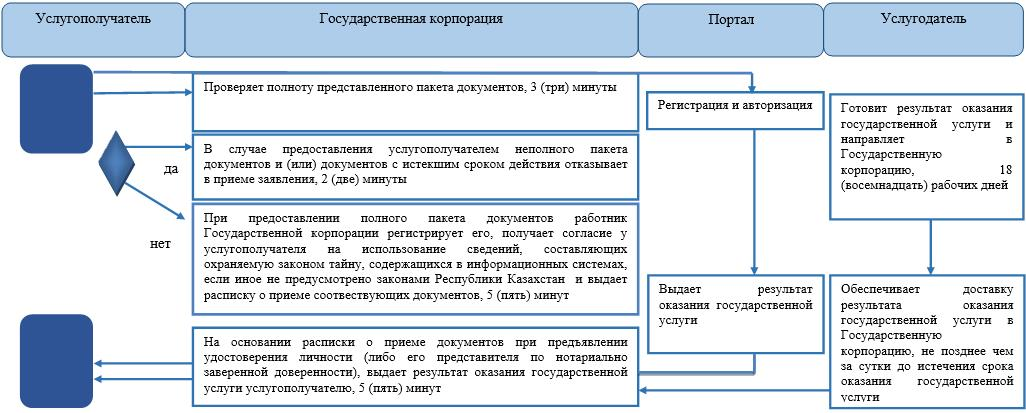 Услугополучатель
Государственная корпорация
Портал
Услугодатель
Проверяет полноту представленного пакета документов, 3 (три) минуты
Регистрация и авторизация
Готовит результат оказания
государственной услуги и
направляет в
Государственную
корпорацию, 18
(восемнадцать) рабочих дней
да
В случае предоставления услугополучателем неполного пакета
документов и (или) документов с истекшим сроком действия отказывает
в приеме заявления, 2 (две) минуты
нет
При предоставлении полного пакета документов работник
Государственной корпорации регистрирует его, получает согласие у
услугополучателя на использование сведений, составляющих
охраняемую законом тайну, содержащихся в информационных системах,
если иное не предусмотрено законами Республики Казахстан и выдает
расписку о приеме соотвествующих документов, 5 (пять) минут
Выдает результат
оказания государственной
услуги
Обеспечивает доставку
результата оказания
государственной услуги в
Государственную
корпорацию, не позднее чем
за сутки до истечения срока
оказания государственной
услуги
На основании расписки о приеме документов при предъявлении
удостоверения личности (либо его представителя по нотариально
заверенной доверенности), выдает результат оказания государственной
услуги услугополучателю, 5 (пять) минут